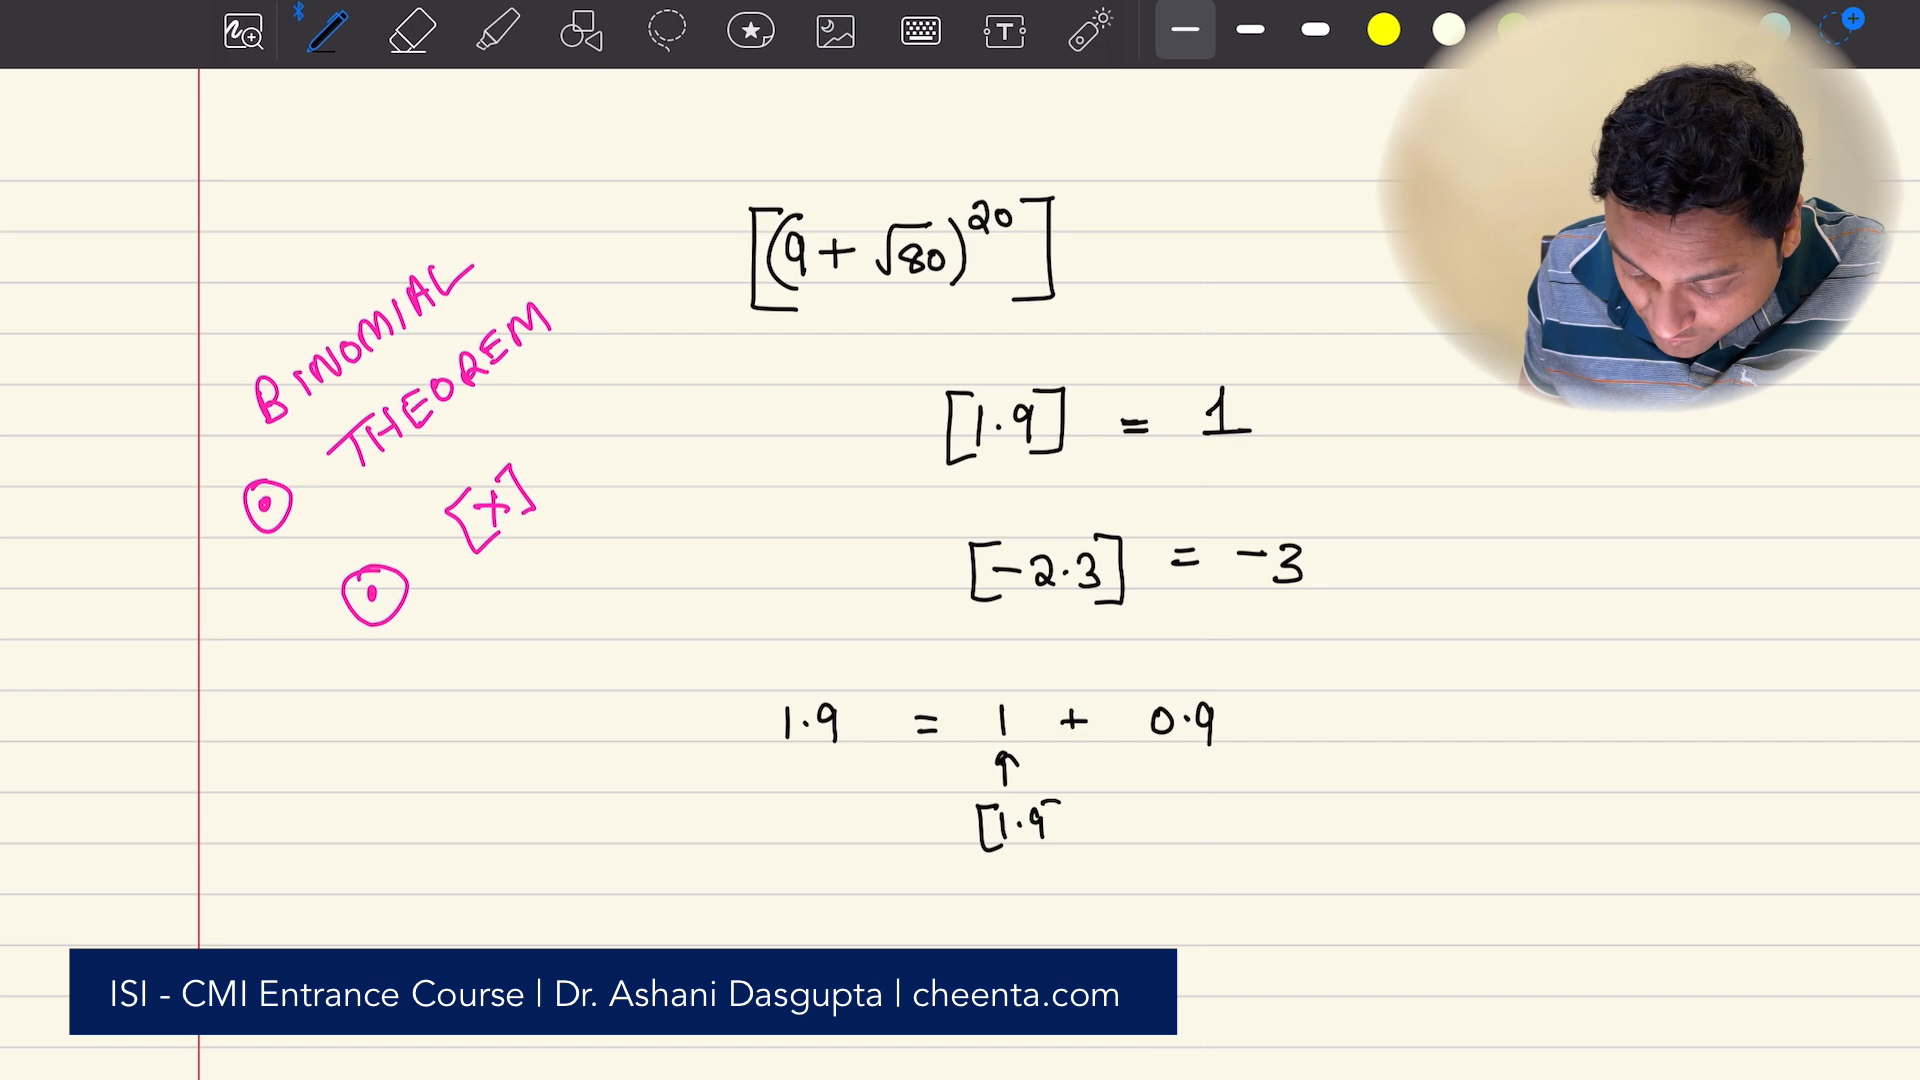 [(9 + √80)^20]
BINOMIAL
THEOREM
[x]
[1.9] = 1
[-2.3] = -3
1.9 = 1 + 0.9
↑
[1.9
T
ISI - CMI Entrance Course | Dr. Ashani Dasgupta | cheenta.com